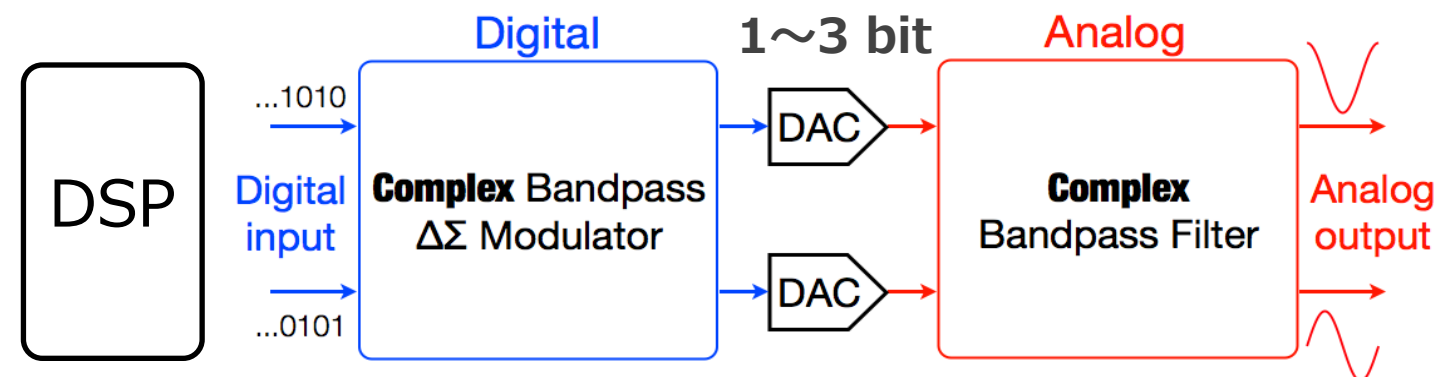 Digital
1～3 bit
Analog
DSP
...1010
Digital
input
...0101
Complex Bandpass
ΔΣ Modulator
DAC
DAC
Complex
Bandpass Filter
Analog
output